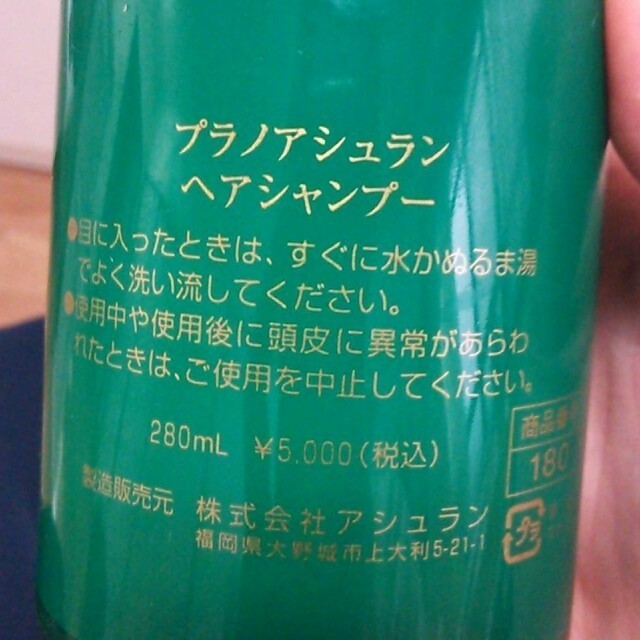 プラノアシュラン
ヘアシャンプー
●目に入ったときは、すぐに水かぬるま湯
でよく洗い流してください。
●使用中や使用後に頭皮に異常があらわ
れたときは、ご使用を中止してください。
280mL ¥5,000(税込)
商品番
180
製造販売元 株式会社アシュラン
福岡県大野城市上大利5-21-1
プラ